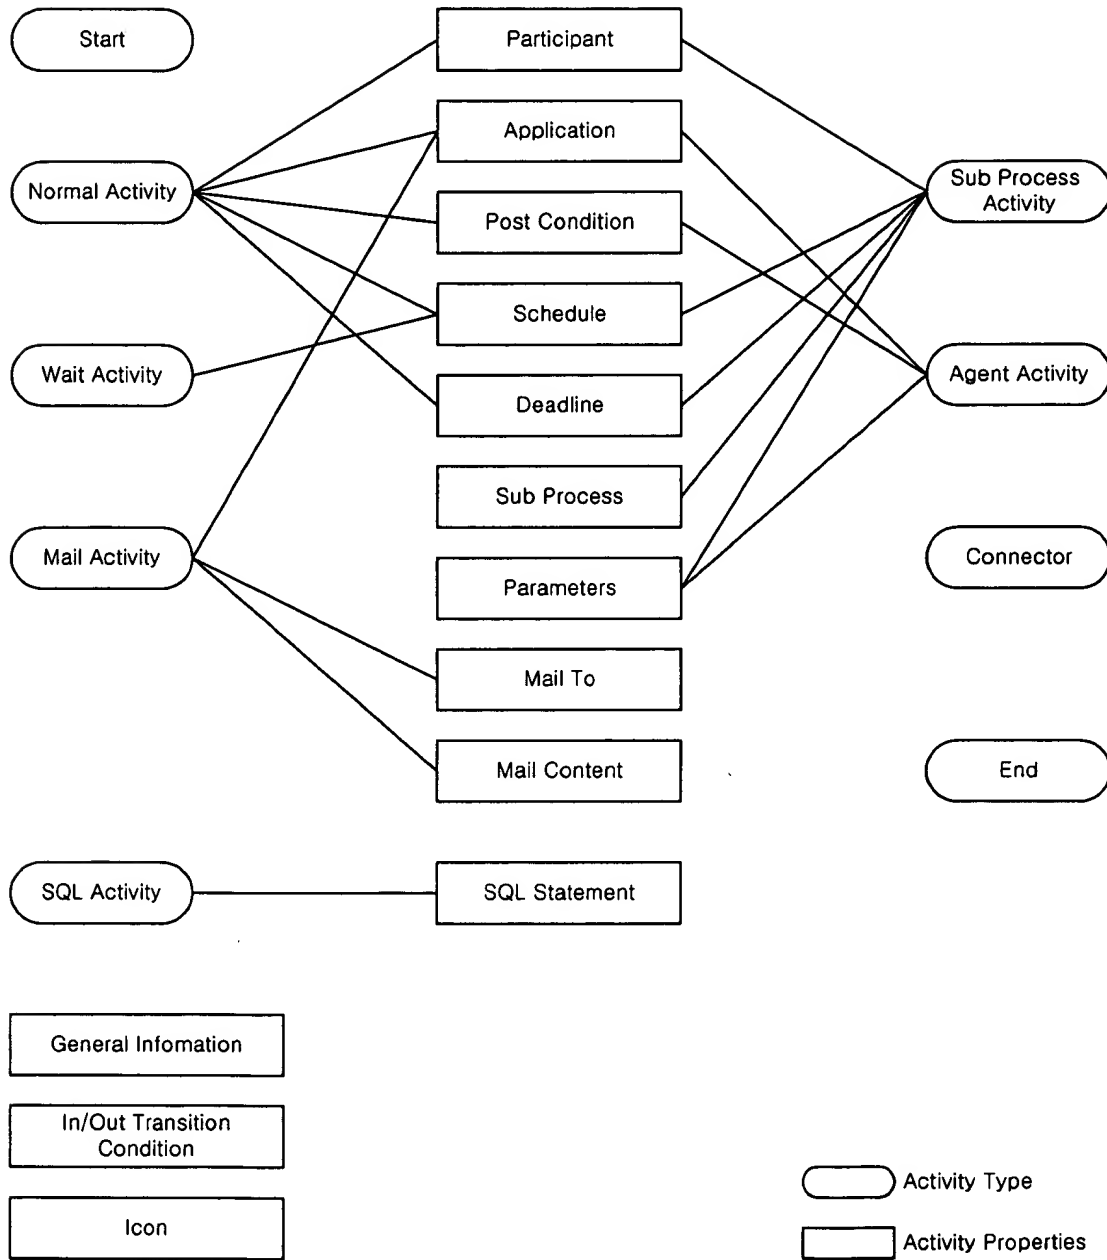 Start
Participant
Application
Normal Activity
Sub Process
Activity
Post Condition
Schedule
Wait Activity
Agent Activity
Deadline
Sub Process
Mail Activity
Connector
Parameters
Mail To
Mail Content
End
SQL Activity
SQL Statement
General Infomation
In/Out Transition
Condition
Icon
Activity Type
Activity Properties